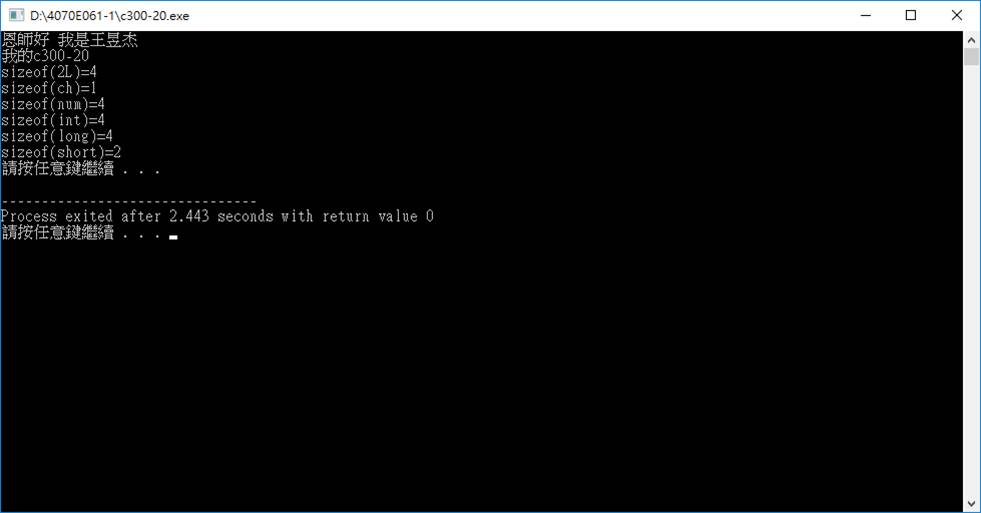 D:\4070E061-1\c300-20.exe
恩師好 我是王昱杰
我的c300-20
sizeof(2L)=4
sizeof(ch)=1
sizeof(num)=4
sizeof(int)=4
sizeof(long)=4
sizeof(short)=2
請按任意鍵繼續 . . .
--------------------------------
Process exited after 2.443 seconds with return value 0
請按任意鍵繼續 . . .